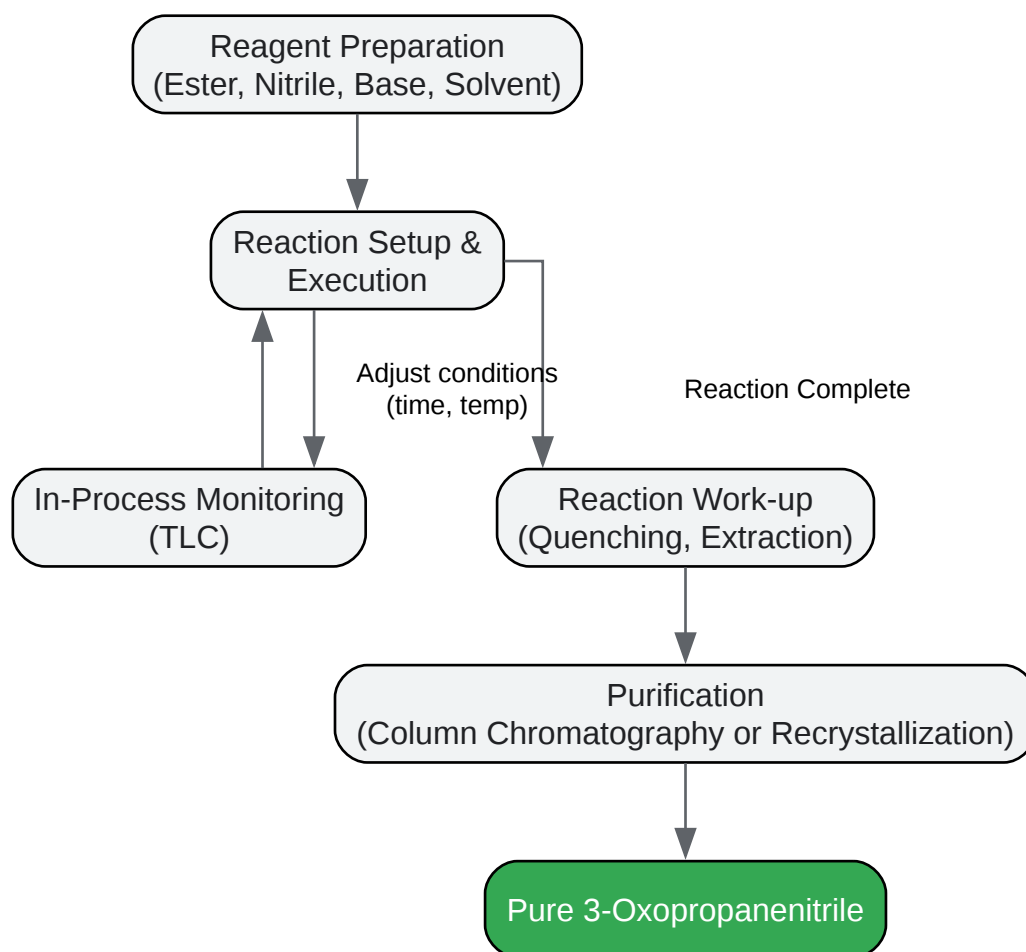 Reagent Preparation
(Ester, Nitrile, Base, Solvent)
Reaction Setup &
Execution
Adjust conditions
(time, temp)
Reaction Complete
In-Process Monitoring
(TLC)
Reaction Work-up
(Quenching, Extraction)
Purification
(Column Chromatography or Recrystallization)
Pure 3-Oxopropanenitrile